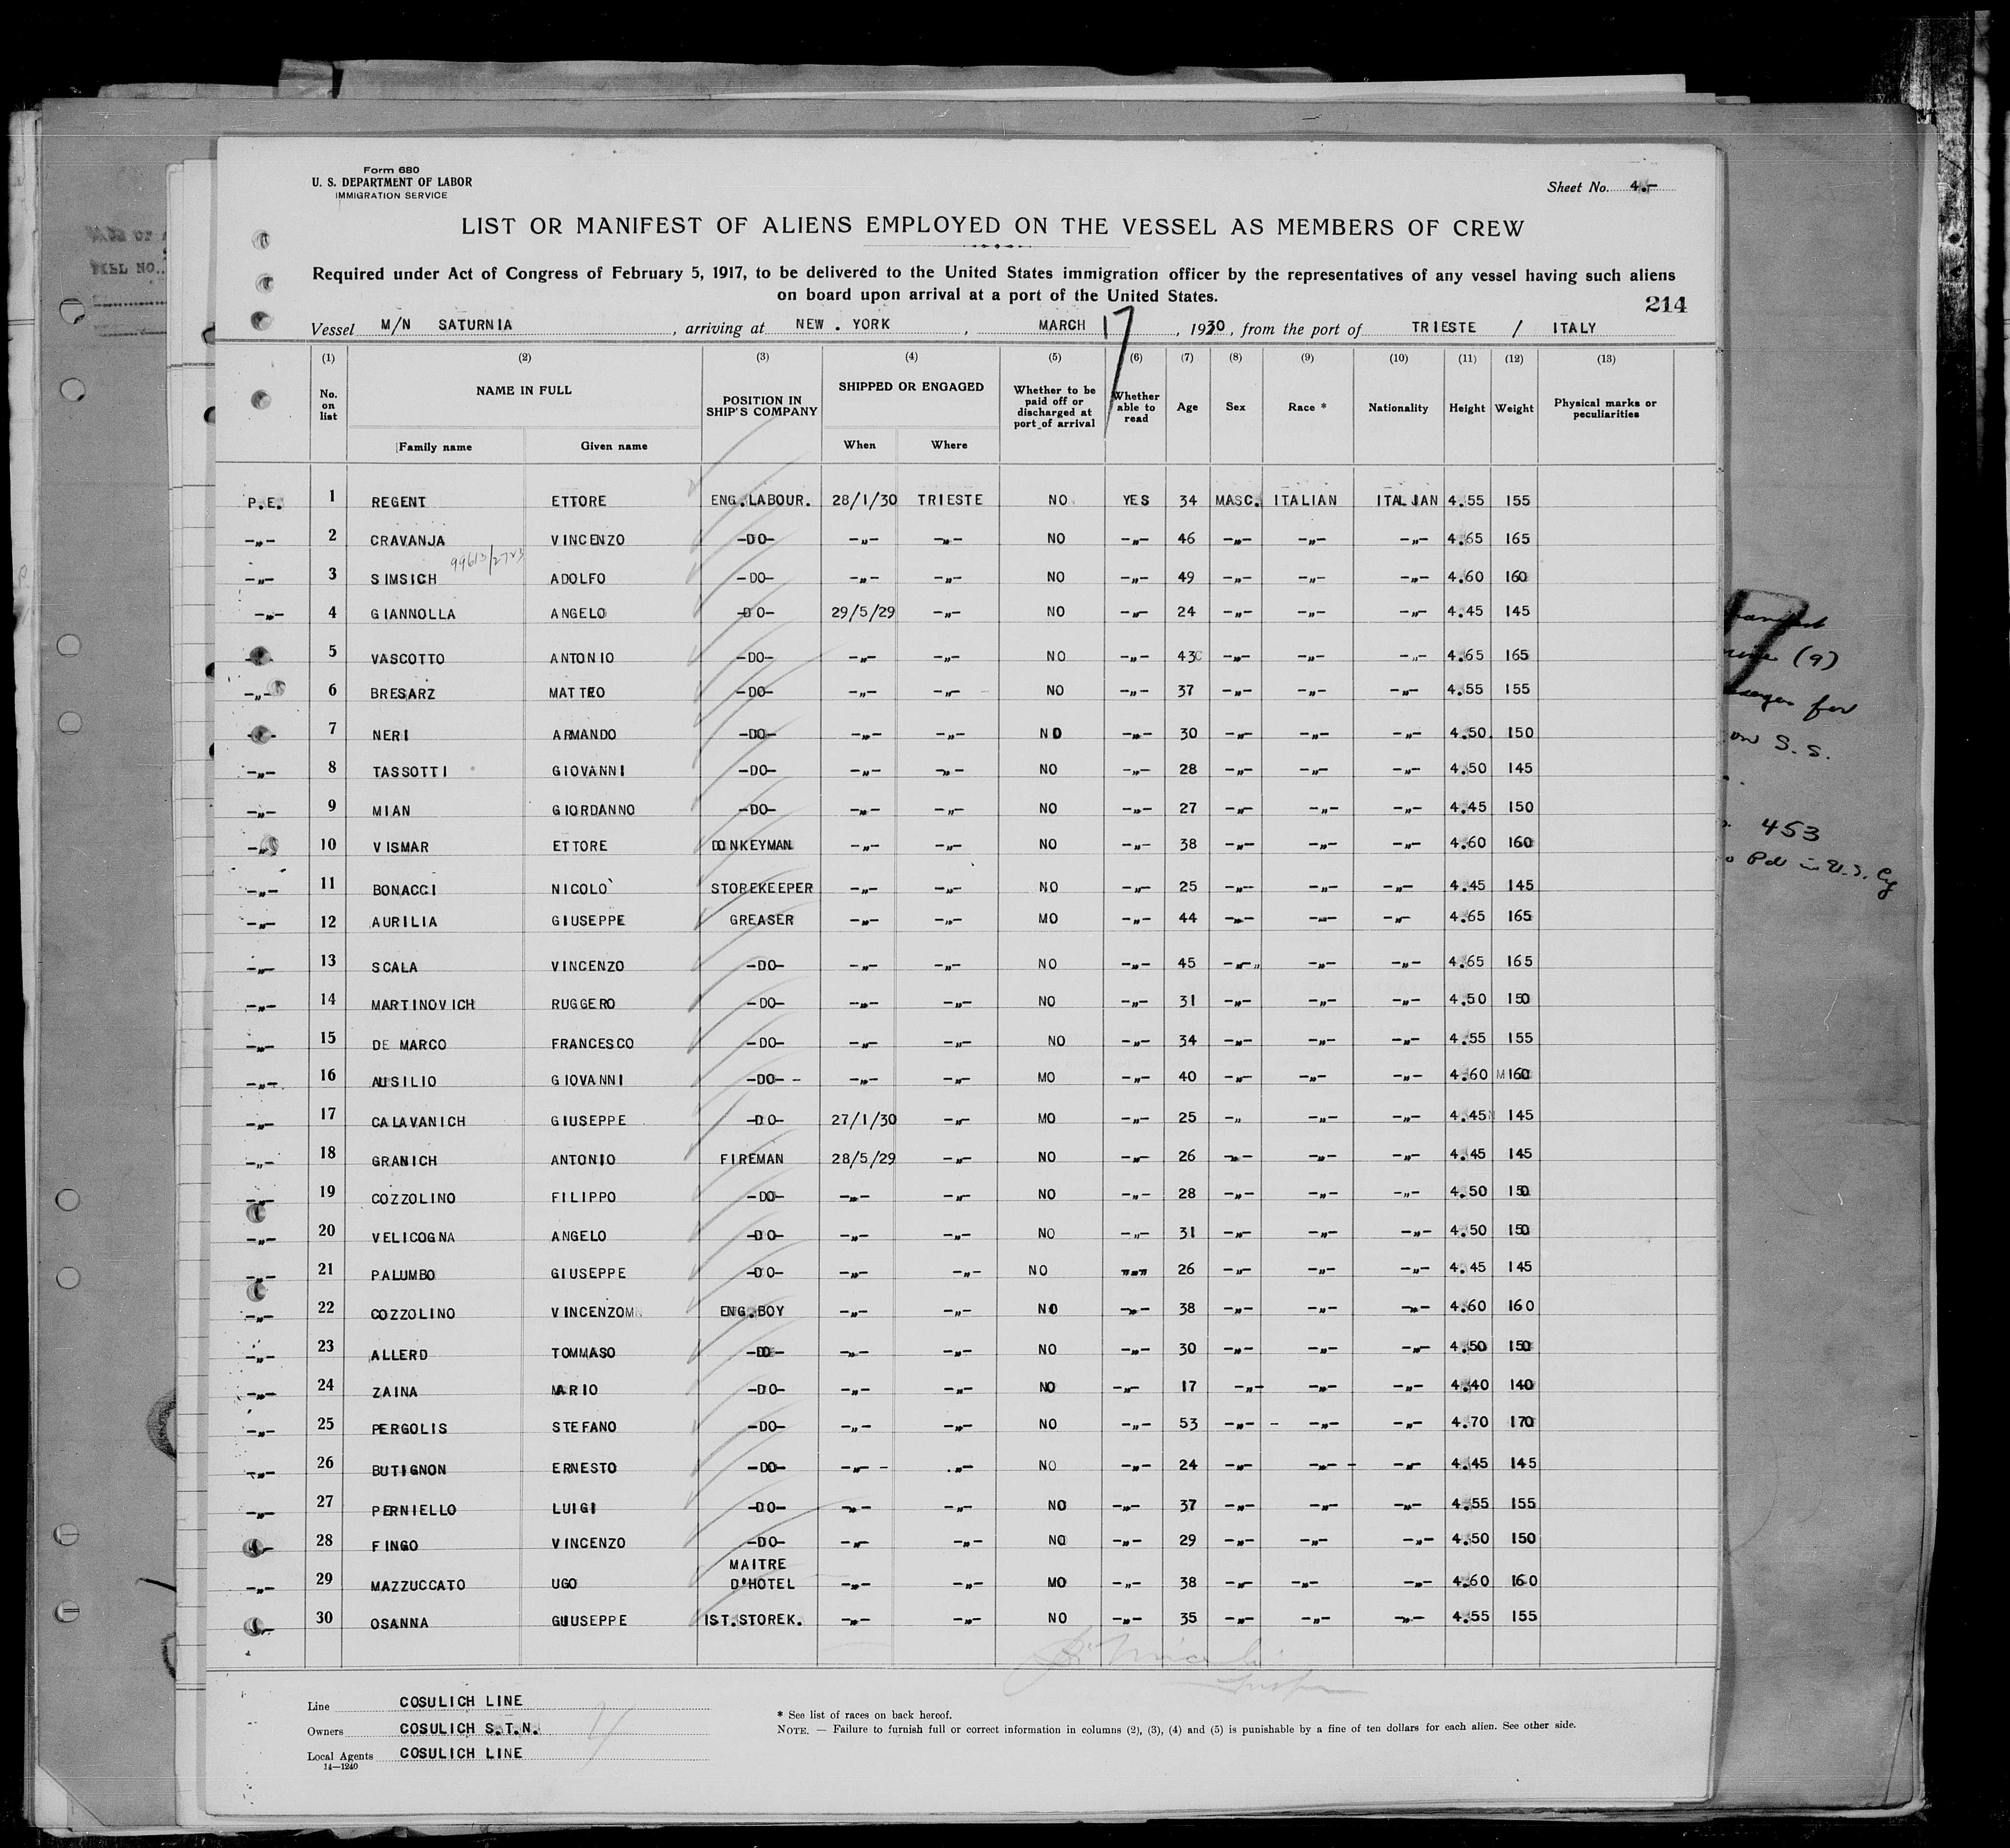 Form 680
U. S. DEPARTMENT OF LABOR
IMMIGRATION SERVICE
Sheet No. 4.-
LIST OR MANIFEST OF ALIENS EMPLOYED ON THE VESSEL AS MEMBERS OF CREW
Required under Act of Congress of February 5, 1917, to be delivered to the United States immigration officer by the representatives of any vessel having such aliens
on board upon arrival at a port of the United States.
214
Vessel M/N SATURNIA, arriving at NEW . YORK, MARCH 17, 1930, from the port of TRIESTE / ITALY
(1) (2) (3) (4) (5) (6) (7) (8) (9) (10) (11) (12) (13)
No. on list NAME IN FULL POSITION IN SHIP'S COMPANY SHIPPED OR ENGAGED Whether to be paid off or discharged at port of arrival Whether able to read Age Sex Race * Nationality Height Weight Physical marks or peculiarities
Family name Given name When Where
P.E. 1 REGENT ETTORE ENG.LABOUR. 28/1/30 TRIESTE NO YES 34 MASC. ITALIAN ITALIAN 4.55 155
-"- 2 CRAVANJA VINCENZO -DO- -"- -"- NO -"- 46 -"- -"- -"- 4.65 165
99613/2723
-"- 3 SIMSICH ADOLFO -DO- -"- -"- NO -"- 49 -"- -"- -"- 4.60 160
-"- 4 GIANNOLLA ANGELO -DO- 29/5/29 -"- NO -"- 24 -"- -"- -"- 4.45 145
-"- 5 VASCOTTO ANTONIO -DO- -"- -"- NO -"- 43 -"- -"- -"- 4.65 165
-"- 6 BRESARZ MATTEO -DO- -"- -"- NO -"- 37 -"- -"- -"- 4.55 155
-"- 7 NERI ARMANDO -DO- -"- -"- NO -"- 30 -"- -"- -"- 4.50 150
-"- 8 TASSOTTI GIOVANNI -DO- -"- -"- NO -"- 28 -"- -"- -"- 4.50 145
-"- 9 MIAN GIORDANNO -DO- -"- -"- NO -"- 27 -"- -"- -"- 4.45 150
-"- 10 VISMAR ETTORE DONKEYMAN -"- -"- NO -"- 38 -"- -"- -"- 4.60 160
-"- 11 BONACCI NICOLO` STOREKEEPER -"- -"- NO -"- 25 -"- -"- -"- 4.45 145
-"- 12 AURILIA GIUSEPPE GREASER -"- -"- MO -"- 44 -"- -"- -"- 4.65 165
-"- 13 SCALA VINCENZO -DO- -"- -"- NO -"- 45 -"-" -"- -"- 4.65 165
-"- 14 MARTINOVICH RUGGERO -DO- -"- -"- NO -"- 31 -"- -"- -"- 4.50 150
-"- 15 DE MARCO FRANCESCO -DO- -"- -"- NO -"- 34 -"- -"- -"- 4.55 155
-"- 16 AUSILIO GIOVANNI -DO-- -"- -"- MO -"- 40 -"- -"- -"- 4.60 160
-"- 17 CALAVANICH GIUSEPPE -DO- 27/1/30 -"- MO -"- 25 -" -"- -"- 4.45 145
-"- 18 GRANICH ANTONIO FIREMAN 28/5/29 -"- NO -"- 26 -"- -"- -"- 4.45 145
-"- 19 COZZOLINO FILIPPO -DO- -"- -"- NO -"- 28 -"- -"- -"- 4.50 150
-"- 20 VELICOGNA ANGELO -DO- -"- -"- NO -"- 31 -"- -"- -"- 4.50 150
-"- 21 PALUMBO GIUSEPPE -DO- -"- -"- NO "-" 26 -"- -"- -"- 4.45 145
-"- 22 COZZOLINO VINCENZO ENG.BOY -"- -"- NO -"- 38 -"- -"- -"- 4.60 160
-"- 23 ALLERD TOMMASO -DO- -"- -"- NO -"- 30 -"- -"- -"- 4.50 150
-"- 24 ZAINA MARIO -DO- -"- -"- NO -"- 17 -"- -"- -"- 4.40 140
-"- 25 PERGOLIS STEFANO -DO- -"- -"- NO -"- 53 -"- - -"- -"- 4.70 170
-"- 26 BUTIGNON ERNESTO -DO- -"- - -"- NO -"- 24 -"- -"- - -"- 4.45 145
-"- 27 PERNIELLO LUIGI -DO- -"- -"- NO -"- 37 -"- -"- -"- 4.55 155
-"- 28 FINGO VINCENZO -DO- -"- -"- NO -"- 29 -"- -"- -"- 4.50 150
-"- 29 MAZZUCCATO UGO MAITRE D'HOTEL -"- -"- MO -"- 38 -"- -"- -"- 4.60 160
-"- 30 OSANNA GIUSEPPE IST.STOREK. -"- -"- NO -"- 35 -"- -"- -"- 4.55 155
Line COSULICH LINE
Owners COSULICH S.T.N.
Local Agents COSULICH LINE
14—1240
* See list of races on back hereof.
NOTE. — Failure to furnish full or correct information in columns (2), (3), (4) and (5) is punishable by a fine of ten dollars for each alien. See other side.
(9)
for
on S. S.
453
Pd in U.S.